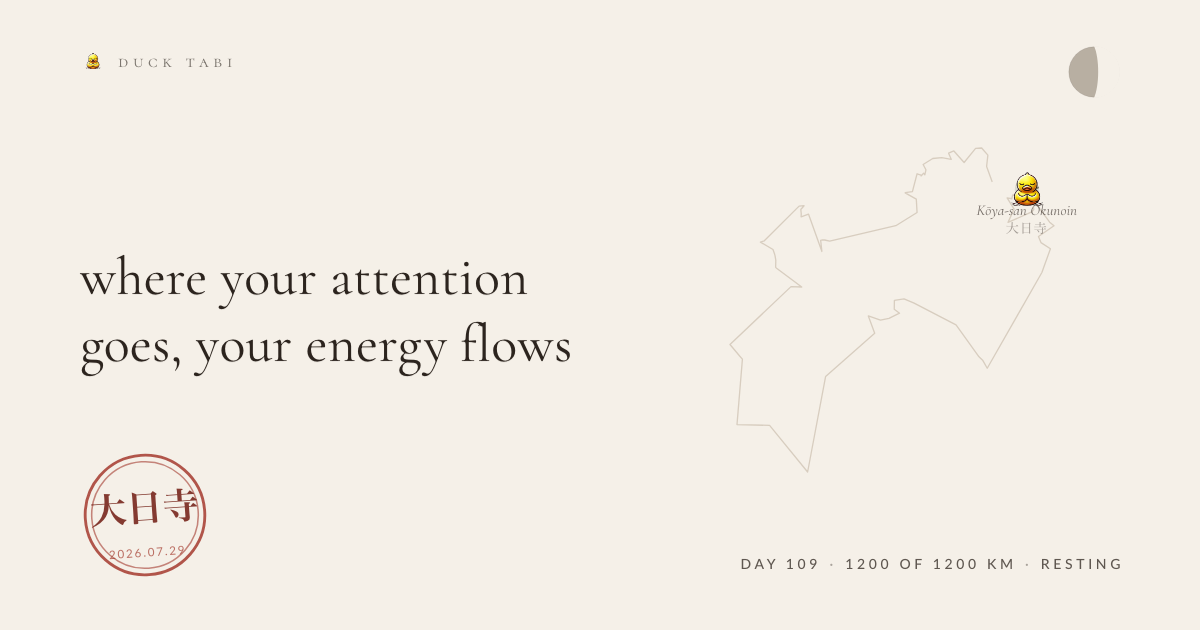 DUCK TABI
Kōya-san Okunoin
大日寺
where your attention
goes, your energy flows
大日寺
2026.07.29
DAY 109 · 1200 OF 1200 KM · RESTING